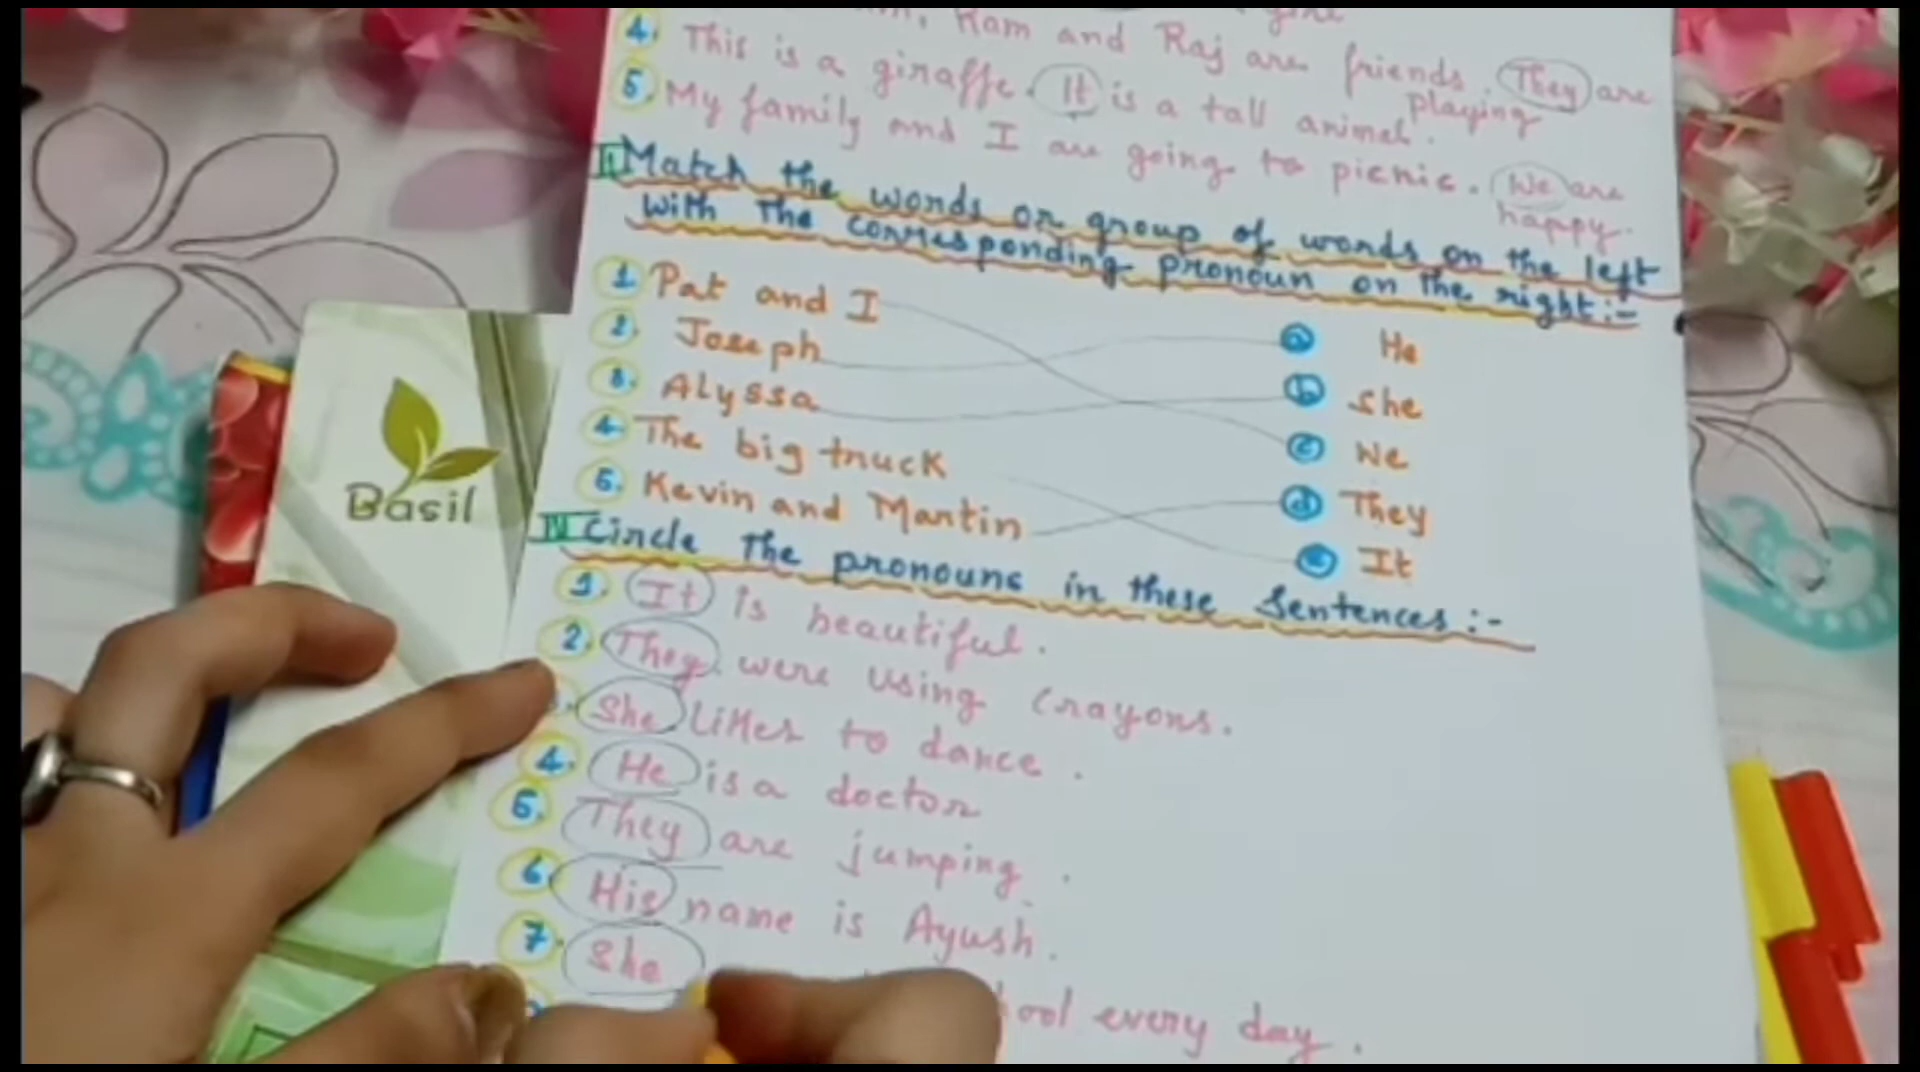 4. Ram and Raj are friends. They are playing
This is a giraffe. It is a tall animal.
5. My family and I are going to picnic. We are happy.
Match the words or group of words on the left
with the corresponding pronoun on the right:-
1. Pat and I a He
2. Joseph b She
3. Alyssa c We
4. The big truck d They
5. Kevin and Martin e It
IV Circle the pronouns in these Sentences:-
1. It is beautiful.
2. They were using crayons.
3. She likes to dance.
4. He is a doctor
5. They are jumping.
6. His name is Ayush.
7. She
every day.
Basil